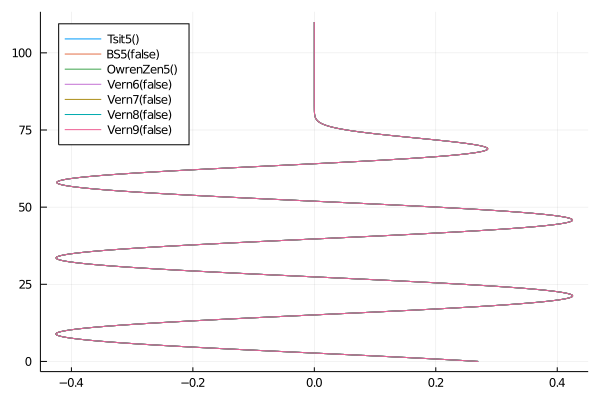 Tsit5()
BS5(false)
OwrenZen5()
Vern6(false)
Vern7(false)
Vern8(false)
Vern9(false)
100
75
50
25
0
−0.4 −0.2 0.0 0.2 0.4